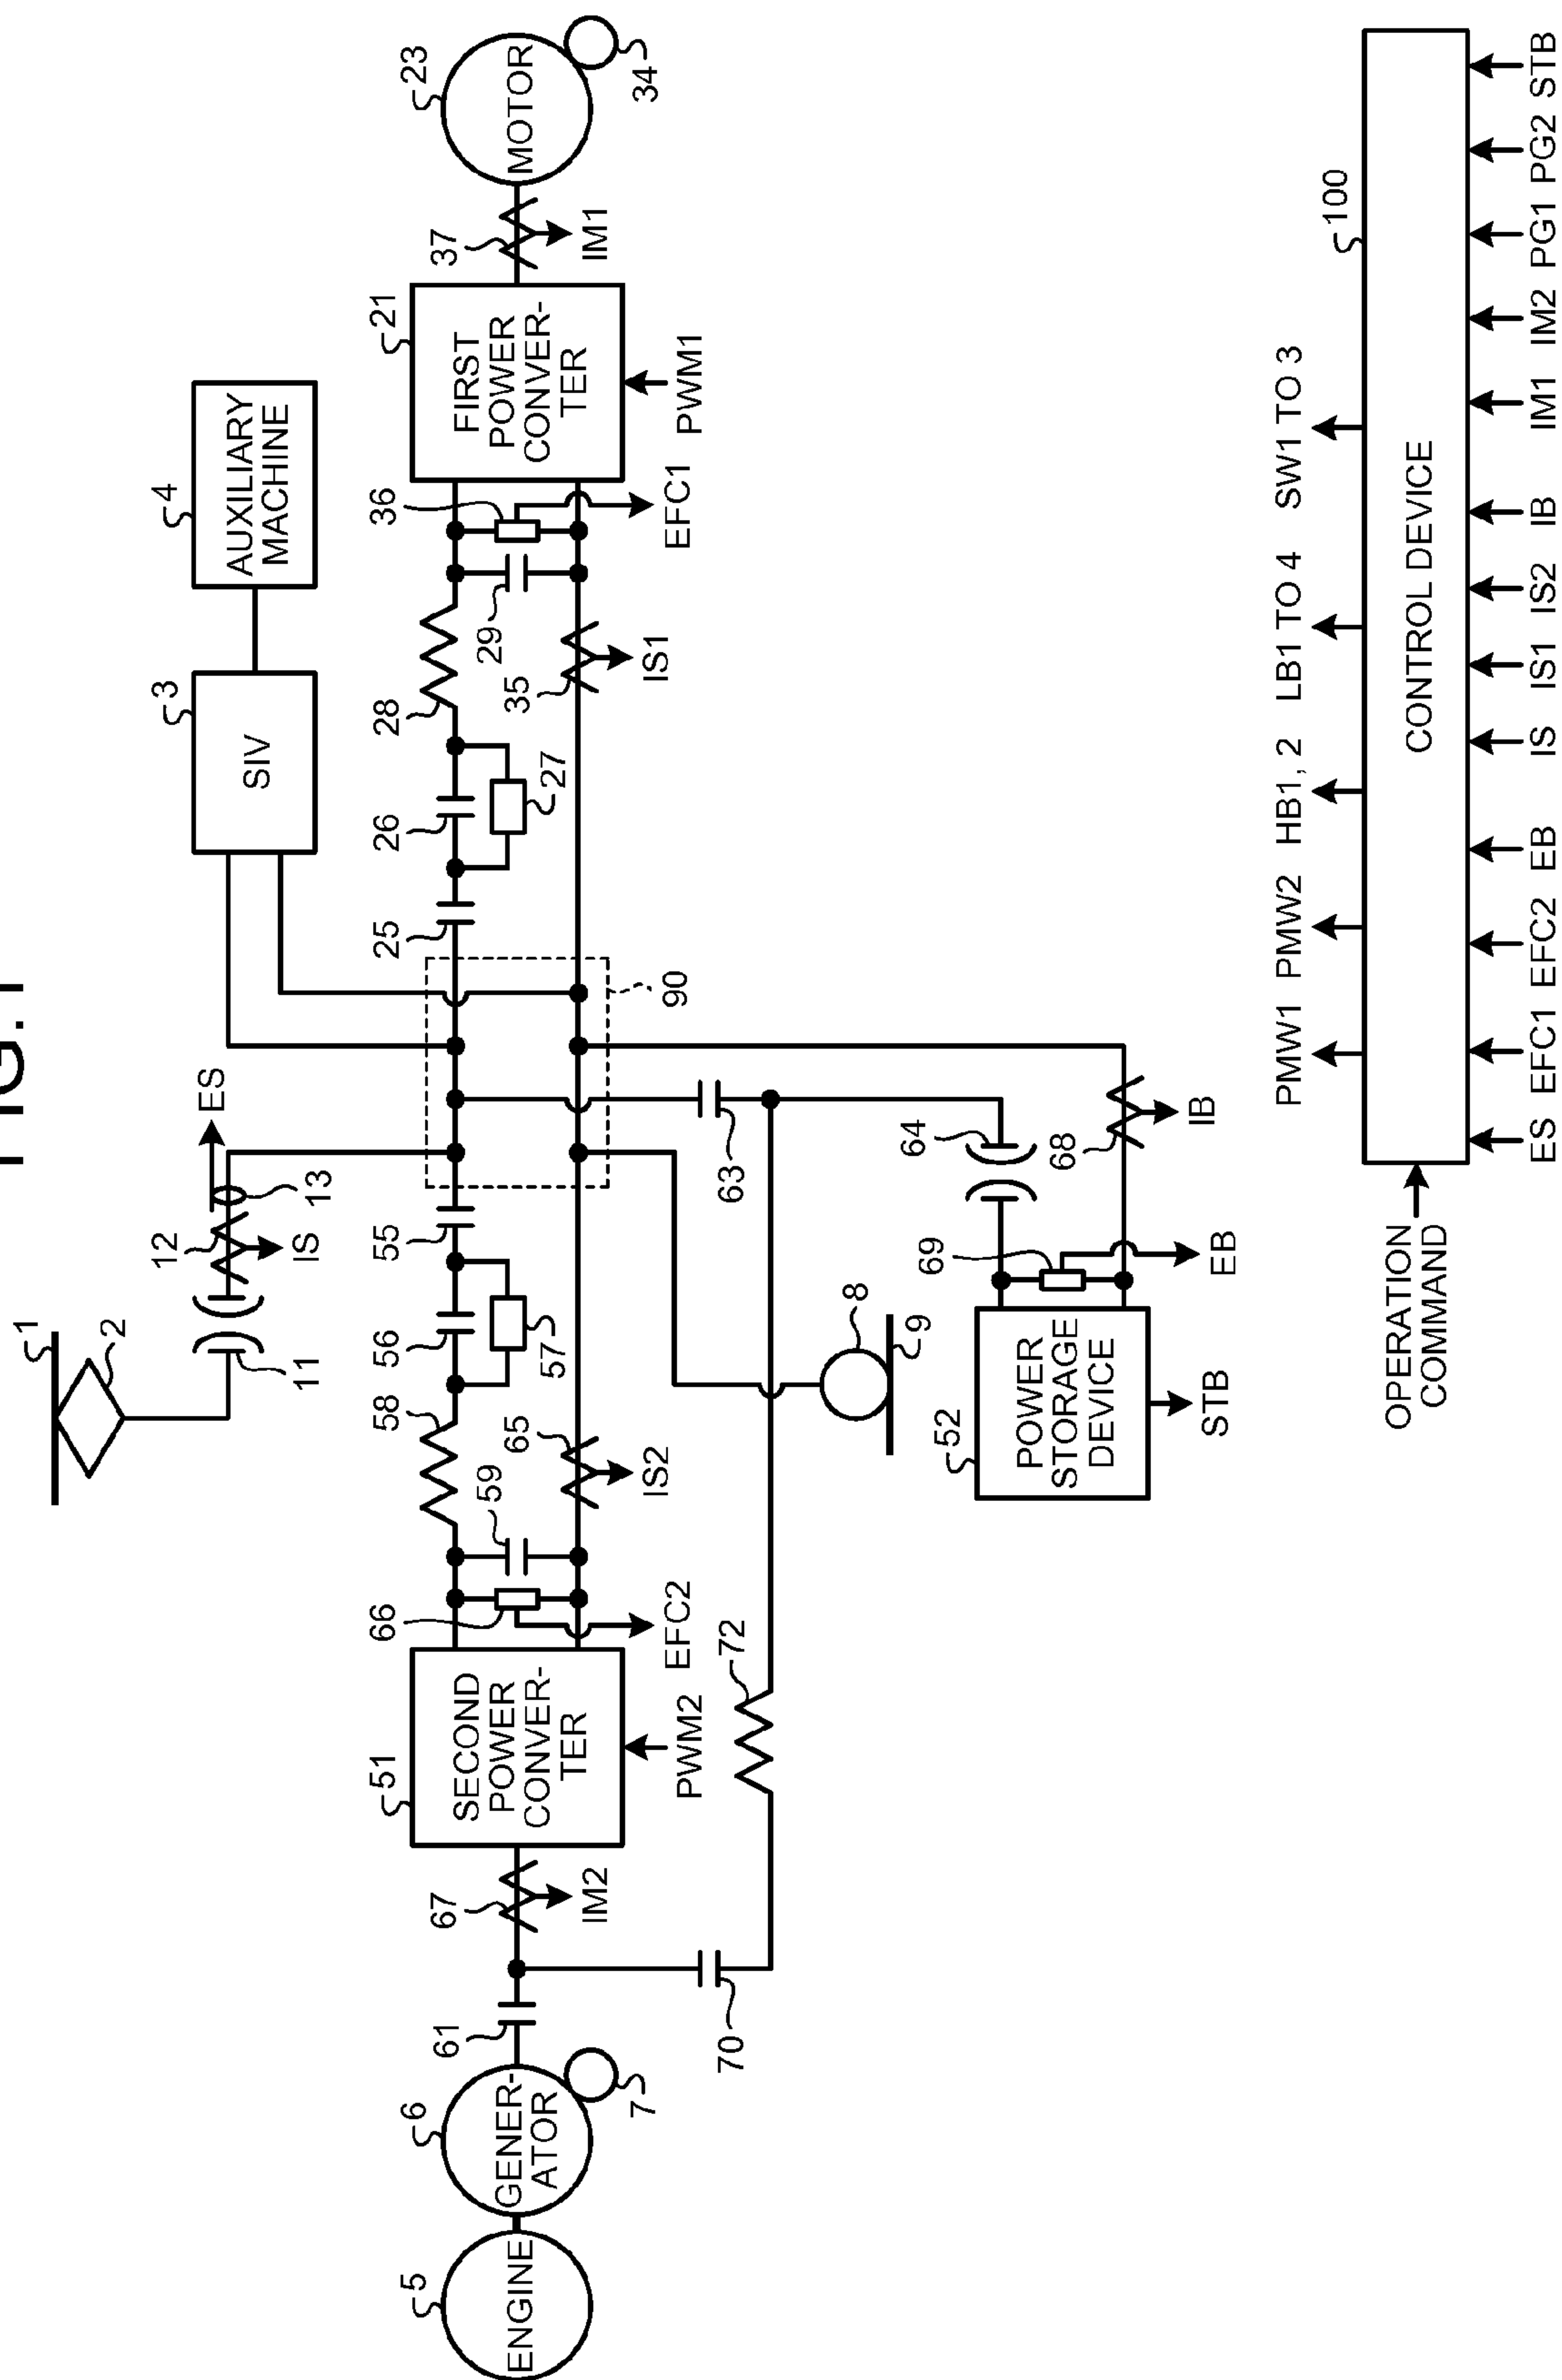 FIG.1
1
2
11
12
IS
13
ES
3
SIV
4
AUXILIARY
MACHINE
5
ENGINE
6
GENER-
ATOR
7
61
67
IM2
51
SECOND
POWER
CONVER-
TER
PWM2
66
EFC2
59
58
65
IS2
56
57
55
90
25
26
27
28
29
35
IS1
36
EFC1
21
FIRST
POWER
CONVER-
TER
PWM1
37
IM1
23
MOTOR
34
70
72
63
8
9
64
52
POWER
STORAGE
DEVICE
STB
69
EB
68
IB
PMW1
PMW2
HB1, 2
LB1 TO 4
SW1 TO 3
100
OPERATION
COMMAND
CONTROL DEVICE
ES
EFC1
EFC2
EB
IS
IS1
IS2
IB
IM1
IM2
PG1
PG2
STB